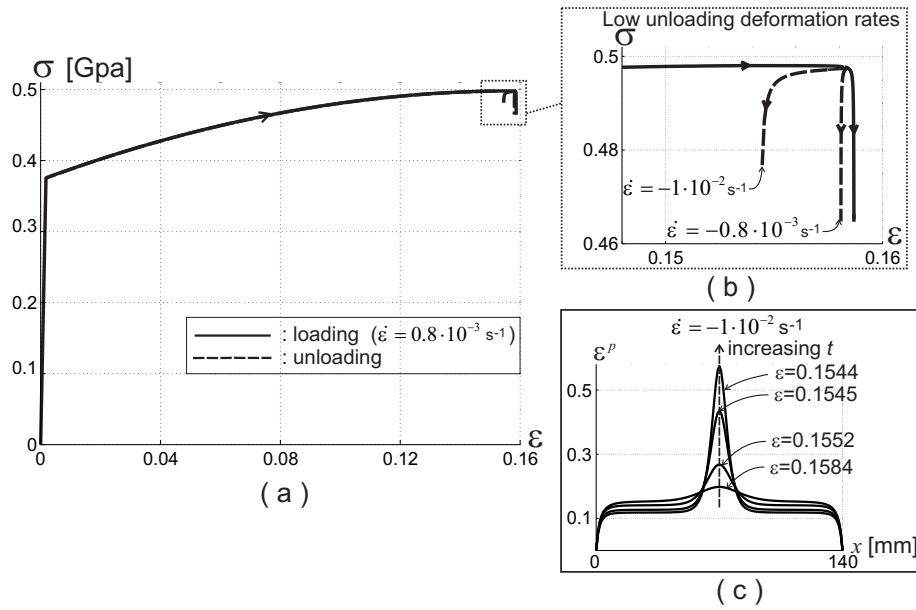 σ [Gpa]
0.5
0.4
0.3
0.2
0.1
0
0 0.04 0.08 0.12 0.16
ε
: loading (ε̇ = 0.8·10⁻³ s⁻¹)
: unloading
( a )
Low unloading deformation rates
σ
0.5
0.48
0.46
0.15 0.16
ε
ε̇ = −1·10⁻² s⁻¹
ε̇ = −0.8·10⁻³ s⁻¹
( b )
ε̇ = −1·10⁻² s⁻¹
εᵖ
increasing t
0.5
0.3
0.1
ε=0.1544
ε=0.1545
ε=0.1552
ε=0.1584
x [mm]
0 140
( c )